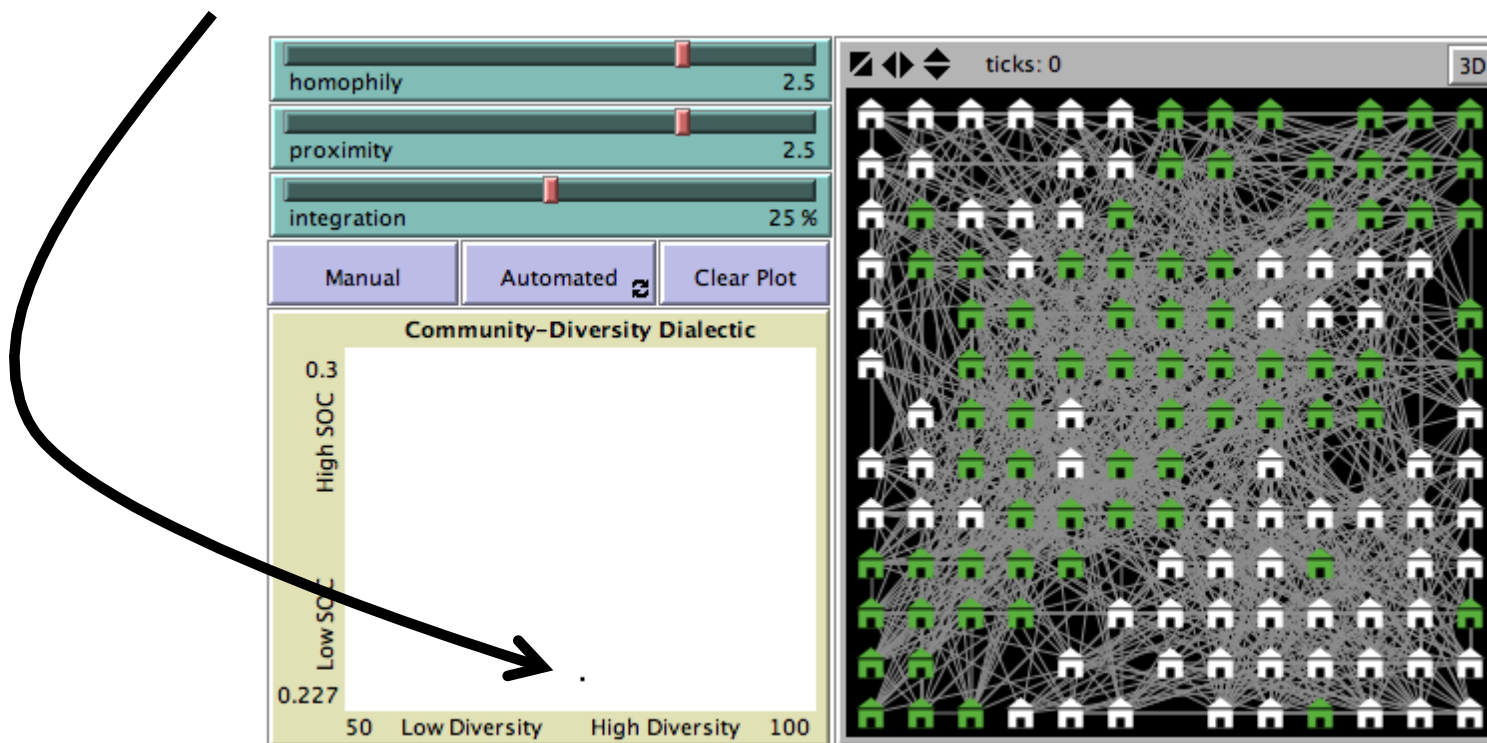 homophily 2.5
proximity 2.5
integration 25 %
Manual Automated Clear Plot
Community-Diversity Dialectic
0.3
High SOC
Low SOC
0.227
50 Low Diversity High Diversity 100
ticks: 0
3D